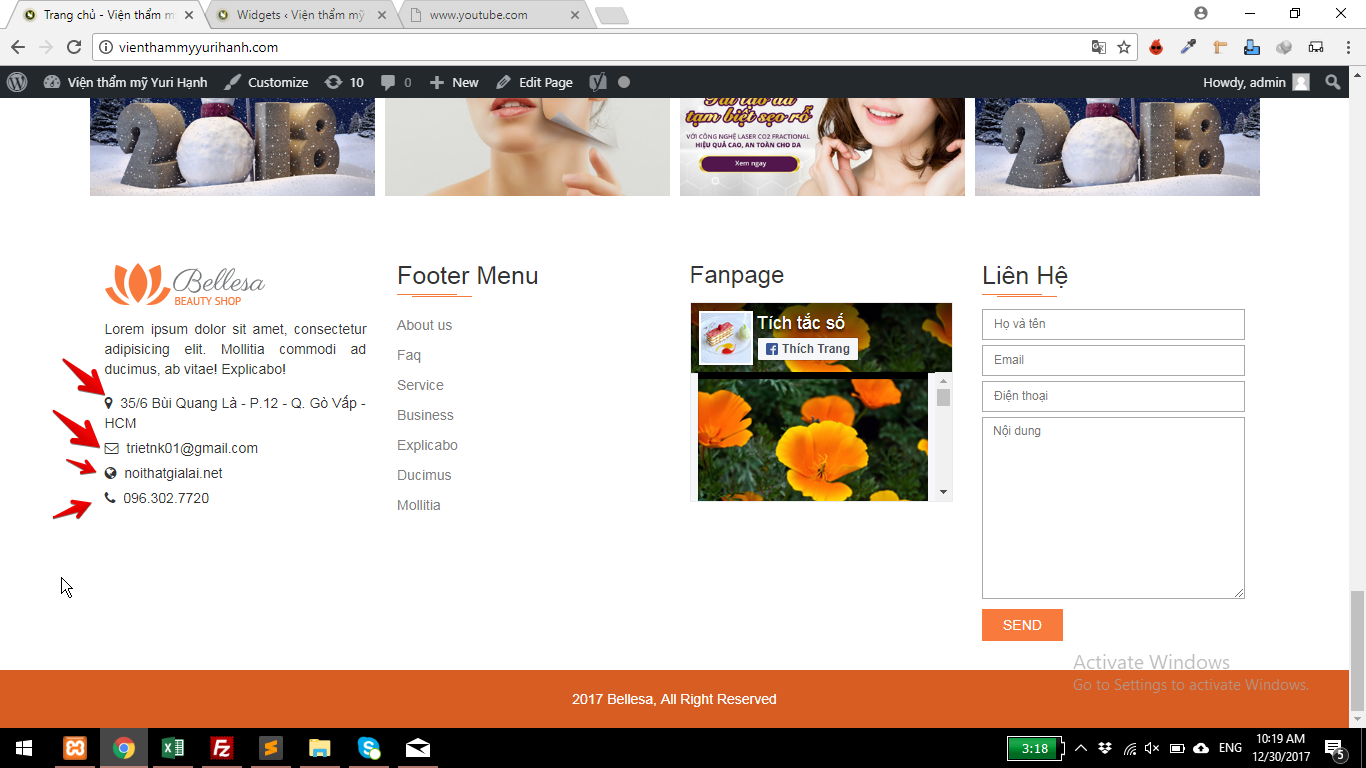 Trang chủ - Viện thẩm m
Widgets ‹ Viện thẩm mỹ
www.youtube.com
vienthammyyurihanh.com
Viện thẩm mỹ Yuri Hạnh
Customize
10
0
New
Edit Page
Howdy, admin
2018
Tái tạo da
tạm biệt sẹo rỗ
VỚI CÔNG NGHỆ LASER CO2 FRACTIONAL
HIỆU QUẢ CAO, AN TOÀN CHO DA
Xem ngay
2018
Bellesa
BEAUTY SHOP
Lorem ipsum dolor sit amet, consectetur
adipisicing elit. Mollitia commodi ad
ducimus, ab vitae! Explicabo!
35/6 Bùi Quang Là - P.12 - Q. Gò Vấp -
HCM
trietnk01@gmail.com
noithatgialai.net
096.302.7720
Footer Menu
About us
Faq
Service
Business
Explicabo
Ducimus
Mollitia
Fanpage
Tích tắc số
Thích Trang
Liên Hệ
Họ và tên
Email
Điện thoại
Nội dung
SEND
Activate Windows
Go to Settings to activate Windows.
2017 Bellesa, All Right Reserved
3:18
ENG
10:19 AM
12/30/2017
5